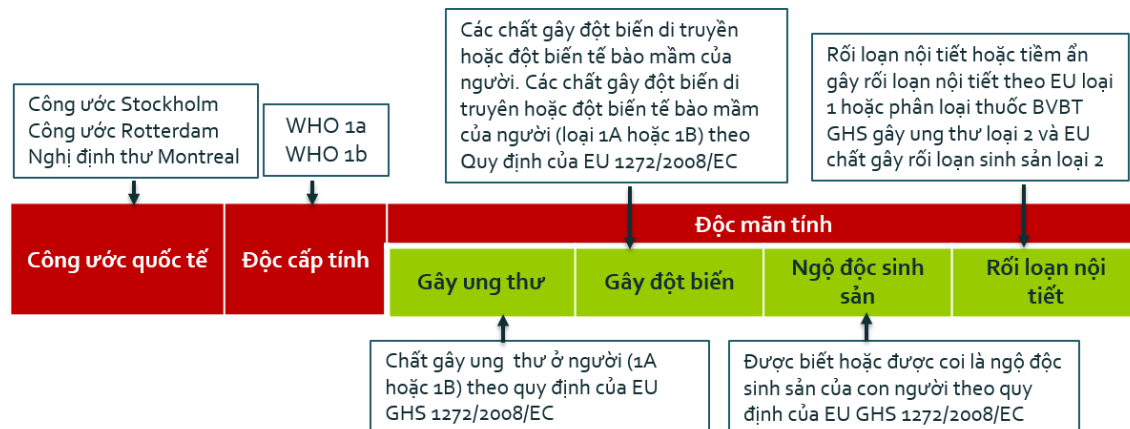 Các chất gây đột biến di truyền
hoặc đột biến tế bào mầm của
người. Các chất gây đột biến di
truyên hoặc đột biến tế bào mầm
của người (loại 1A hoặc 1B) theo
Quy định của EU 1272/2008/EC
Rối loạn nội tiết hoặc tiềm ẩn
gây rối loạn nội tiết theo EU loại
1 hoặc phân loại thuốc BVBT
GHS gây ung thư loại 2 và EU
chất gây rối loạn sinh sản loại 2
Công ước Stockholm
Công ước Rotterdam
Nghị định thư Montreal
WHO 1a
WHO 1b
Công ước quốc tế
Độc cấp tính
Độc mãn tính
Gây ung thư
Gây đột biến
Ngộ độc sinh
sản
Rối loạn nội
tiết
Chất gây ung thư ở người (1A
hoặc 1B) theo quy định của EU
GHS 1272/2008/EC
Được biết hoặc được coi là ngộ độc
sinh sản của con người theo quy
định của EU GHS 1272/2008/EC